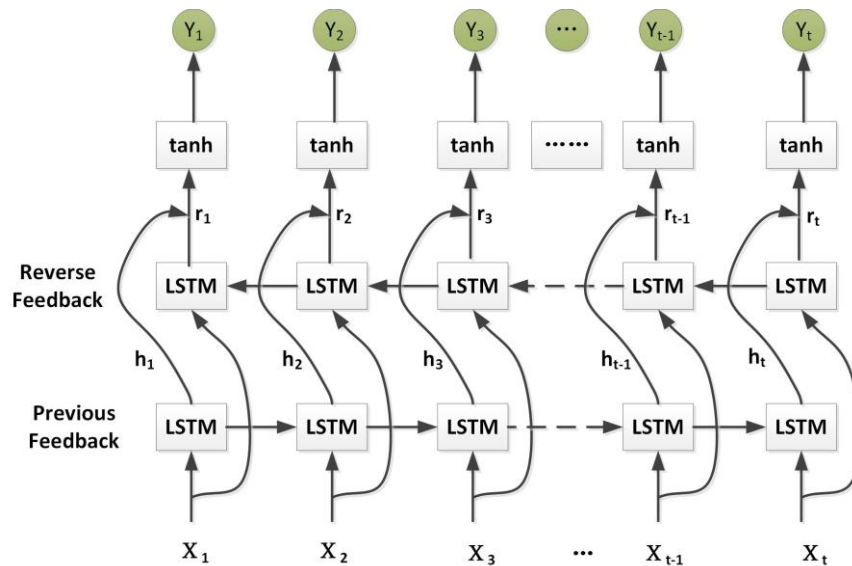 Y1 Y2 Y3 ... Yt-1 Yt
tanh tanh tanh ...... tanh tanh
r1 r2 r3 rt-1 rt
Reverse
Feedback
LSTM LSTM LSTM LSTM LSTM
h1 h2 h3 ht-1 ht
Previous
Feedback
LSTM LSTM LSTM LSTM LSTM
X1 X2 X3 ... Xt-1 Xt